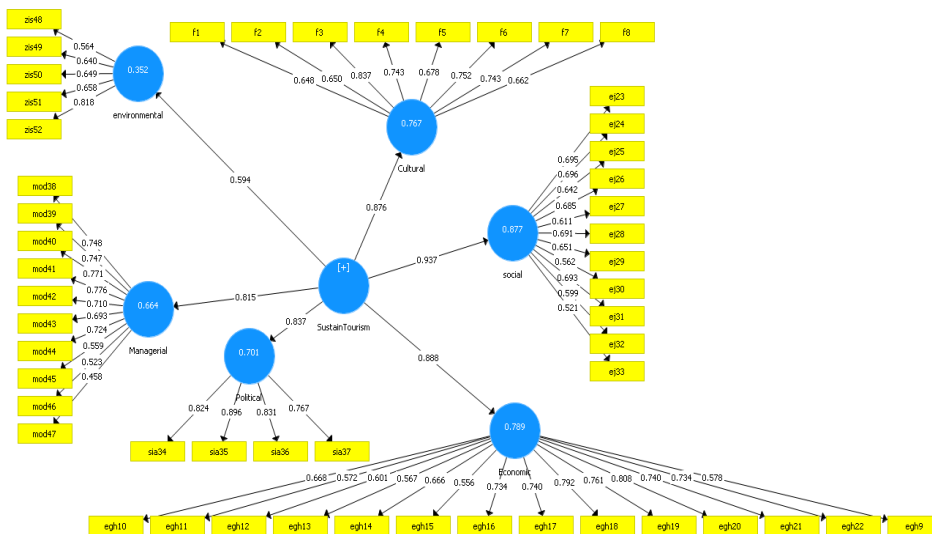 zis48
zis49
zis50
zis51
zis52
0.564
0.640
0.649
0.658
0.818
0.352
environmental
f1 f2 f3 f4 f5 f6 f7 f8
0.648 0.650 0.837 0.743 0.678 0.752 0.743 0.662
0.767
Cultural
ej23
ej24
ej25
ej26
ej27
ej28
ej29
ej30
ej31
ej32
ej33
0.695
0.696
0.642
0.685
0.611
0.691
0.651
0.562
0.693
0.599
0.521
0.877
social
0.594
0.876
0.937
[+]
SustainTourism
0.815
0.837
0.888
mod38
mod39
mod40
mod41
mod42
mod43
mod44
mod45
mod46
mod47
0.748
0.747
0.771
0.776
0.710
0.693
0.724
0.559
0.523
0.458
0.664
Managerial
0.701
Political
0.824 0.896 0.831 0.767
sia34 sia35 sia36 sia37
0.789
Economic
0.668 0.572 0.601 0.567 0.666 0.556 0.734 0.740 0.792 0.761 0.808 0.740 0.734 0.578
egh10 egh11 egh12 egh13 egh14 egh15 egh16 egh17 egh18 egh19 egh20 egh21 egh22 egh9